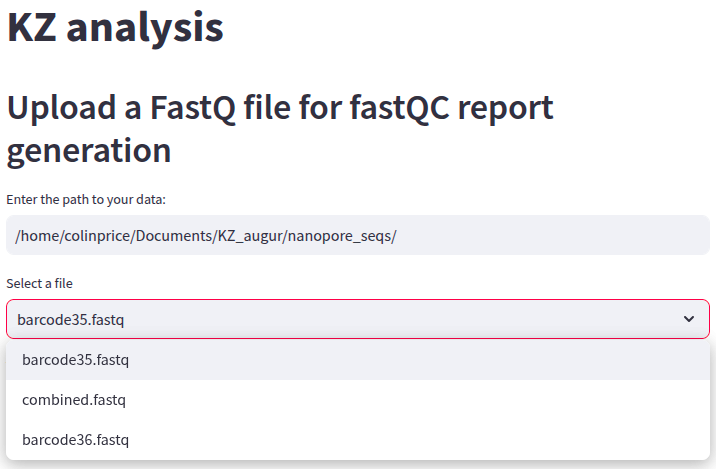 KZ analysis
Upload a FastQ file for fastQC report
generation
Enter the path to your data:
/home/colinprice/Documents/KZ_augur/nanopore_seqs/
Select a file
barcode35.fastq
barcode35.fastq
combined.fastq
barcode36.fastq